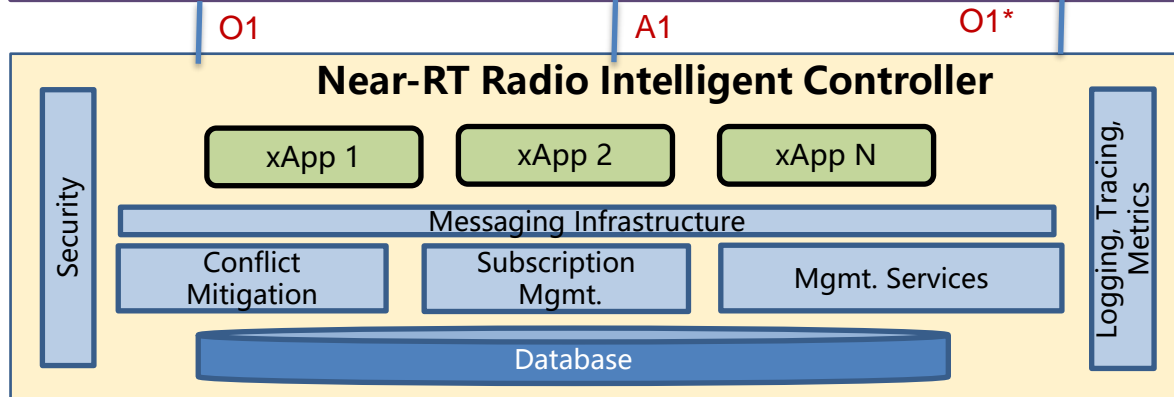 O1
A1
O1*
Near-RT Radio Intelligent Controller
Security
xApp 1
xApp 2
xApp N
Logging, Tracing,
Metrics
Messaging Infrastructure
Conflict
Mitigation
Subscription
Mgmt.
Mgmt. Services
Database